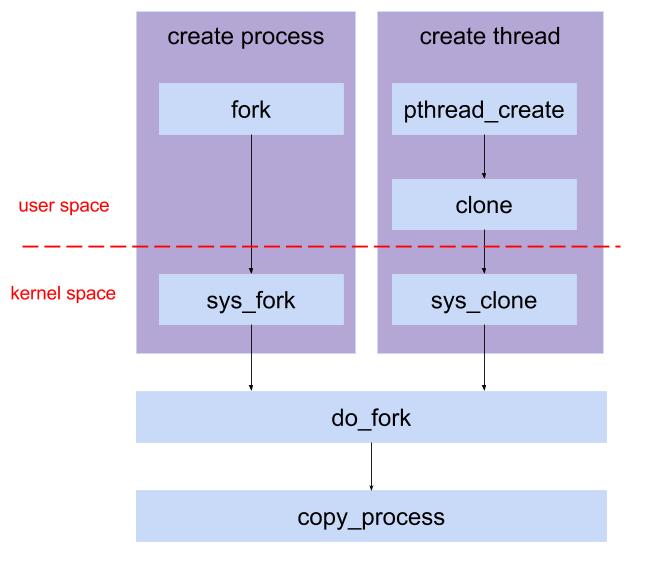 create process
create thread
fork
pthread_create
user space
clone
kernel space
sys_fork
sys_clone
do_fork
copy_process